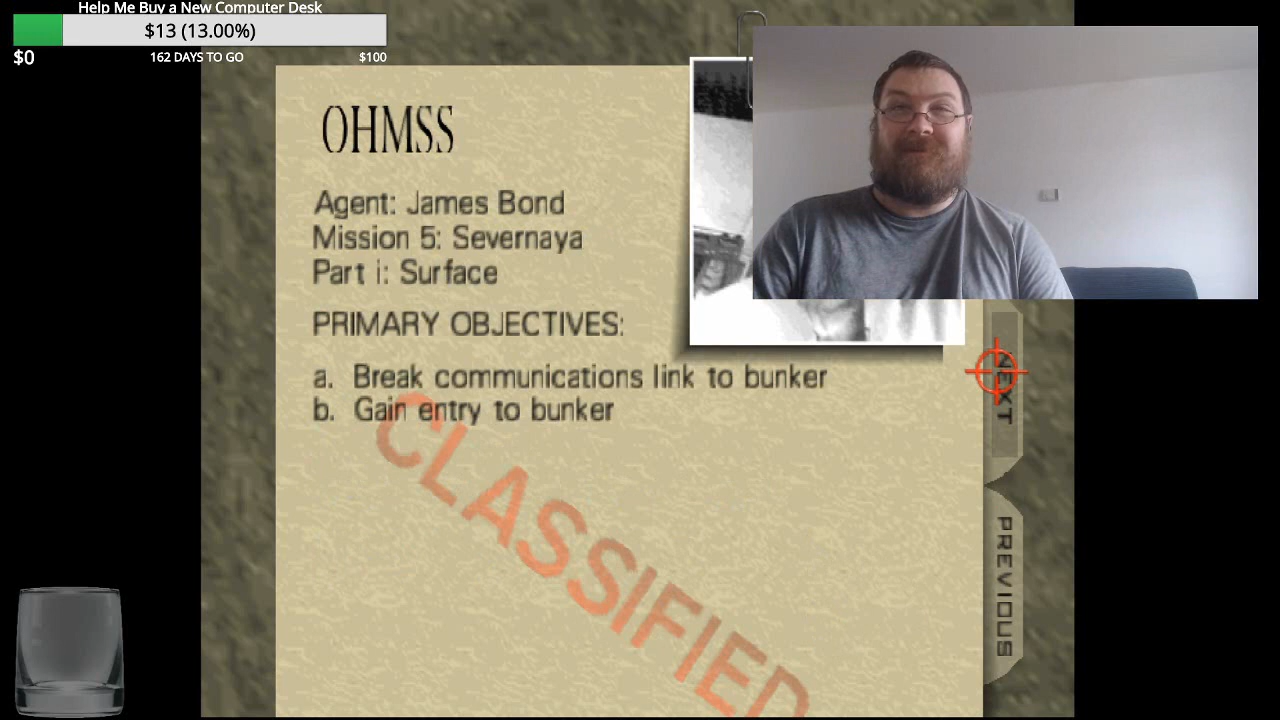 Help Me Buy a New Computer Desk
$13 (13.00%)
$0
162 DAYS TO GO
$100
OHMSS
Agent: James Bond
Mission 5: Severnaya
Part i: Surface
PRIMARY OBJECTIVES:
a. Break communications link to bunker
b. Gain entry to bunker
CLASSIFIED
NEXT
PREVIOUS